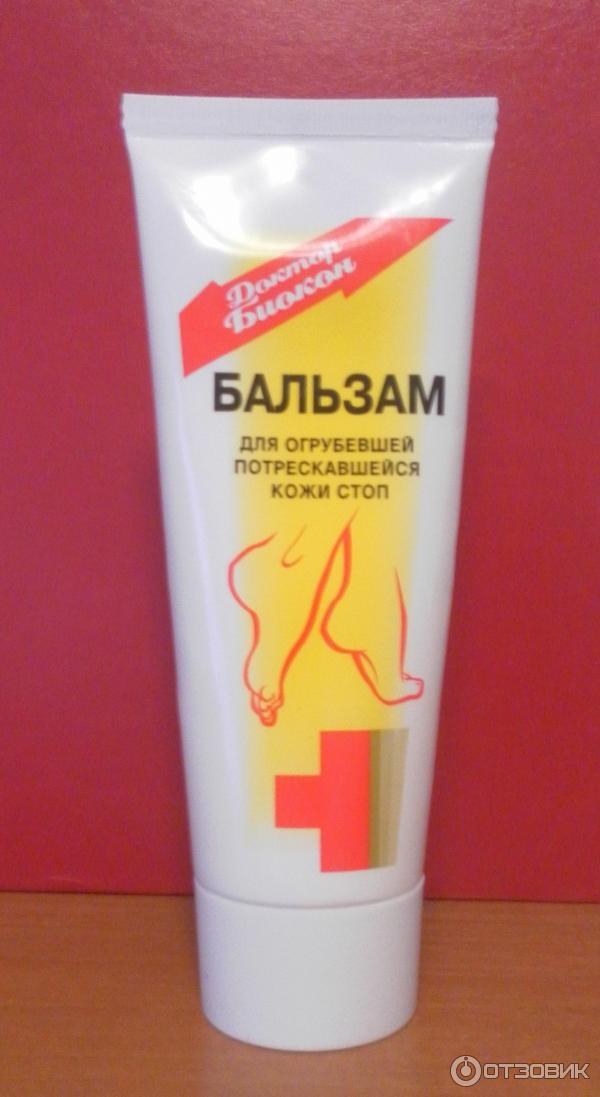 Доктор
Биокон
БАЛЬЗАМ
ДЛЯ ОГРУБЕВШЕЙ
ПОТРЕСКАВШЕЙСЯ
КОЖИ СТОП
ОТЗОВИК